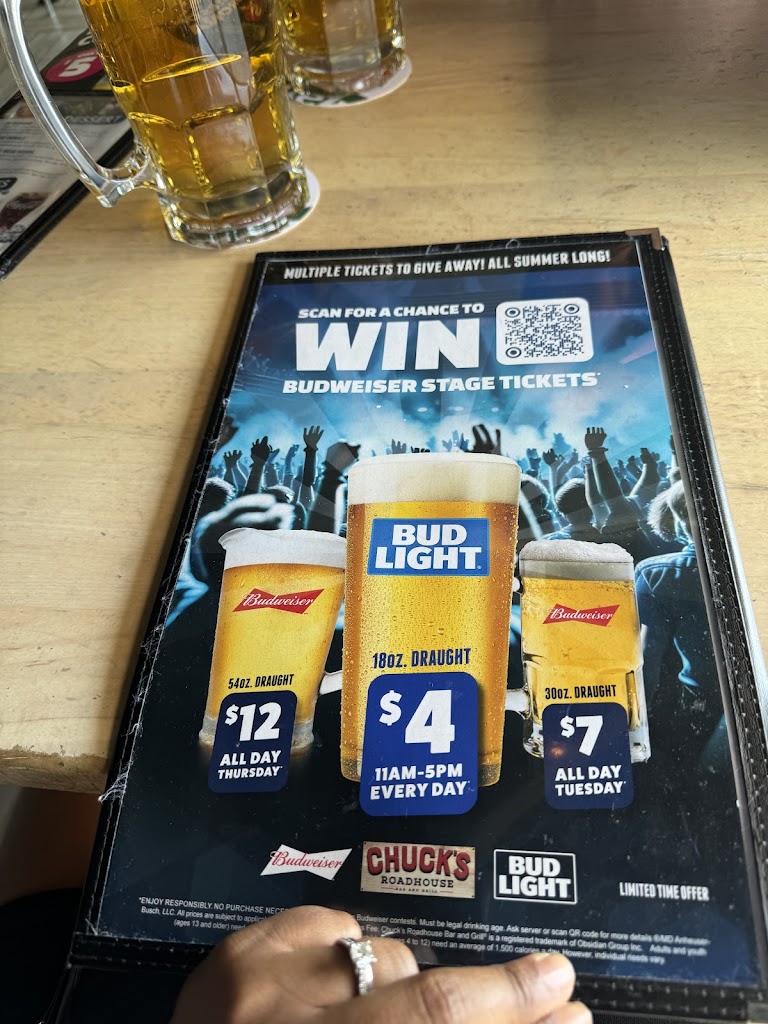 5
DESSERT
MULTIPLE TICKETS TO GIVE AWAY! ALL SUMMER LONG!
SCAN FOR A CHANCE TO
WIN
BUDWEISER STAGE TICKETS*
BUD
LIGHT
Budweiser
Budweiser
54OZ. DRAUGHT
$12
ALL DAY
THURSDAY*
18OZ. DRAUGHT
$4
11AM-5PM
EVERY DAY*
30OZ. DRAUGHT
$7
ALL DAY
TUESDAY*
Budweiser
CHUCK'S
ROADHOUSE
BAR AND GRILL
BUD
LIGHT
LIMITED TIME OFFER
*ENJOY RESPONSIBLY. NO PURCHASE Budweiser contests. Must be legal drinking age. Ask server or scan QR code for more details ©/MD Anheuser-
Busch, LLC. All prices are subject to Fee. Chuck's Roadhouse Bar and Grill® is a registered trademark of Obsidian Group Inc. Adults and youth
(ages 13 and older) 4 to 12) need an average of 1,500 calories a day. However, individual needs vary.